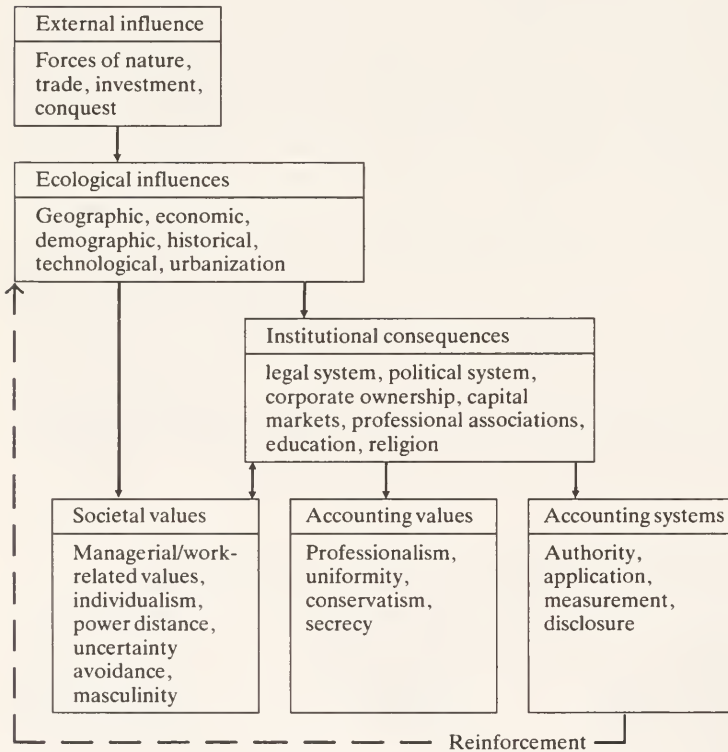 External influence
Forces of nature,
trade, investment,
conquest
Ecological influences
Geographic, economic,
demographic, historical,
technological, urbanization
Institutional consequences
legal system, political system,
corporate ownership, capital
markets, professional associations,
education, religion
Societal values
Managerial/work-
related values,
individualism,
power distance,
uncertainty
avoidance,
masculinity
Accounting values
Professionalism,
uniformity,
conservatism,
secrecy
Accounting systems
Authority,
application,
measurement,
disclosure
Reinforcement